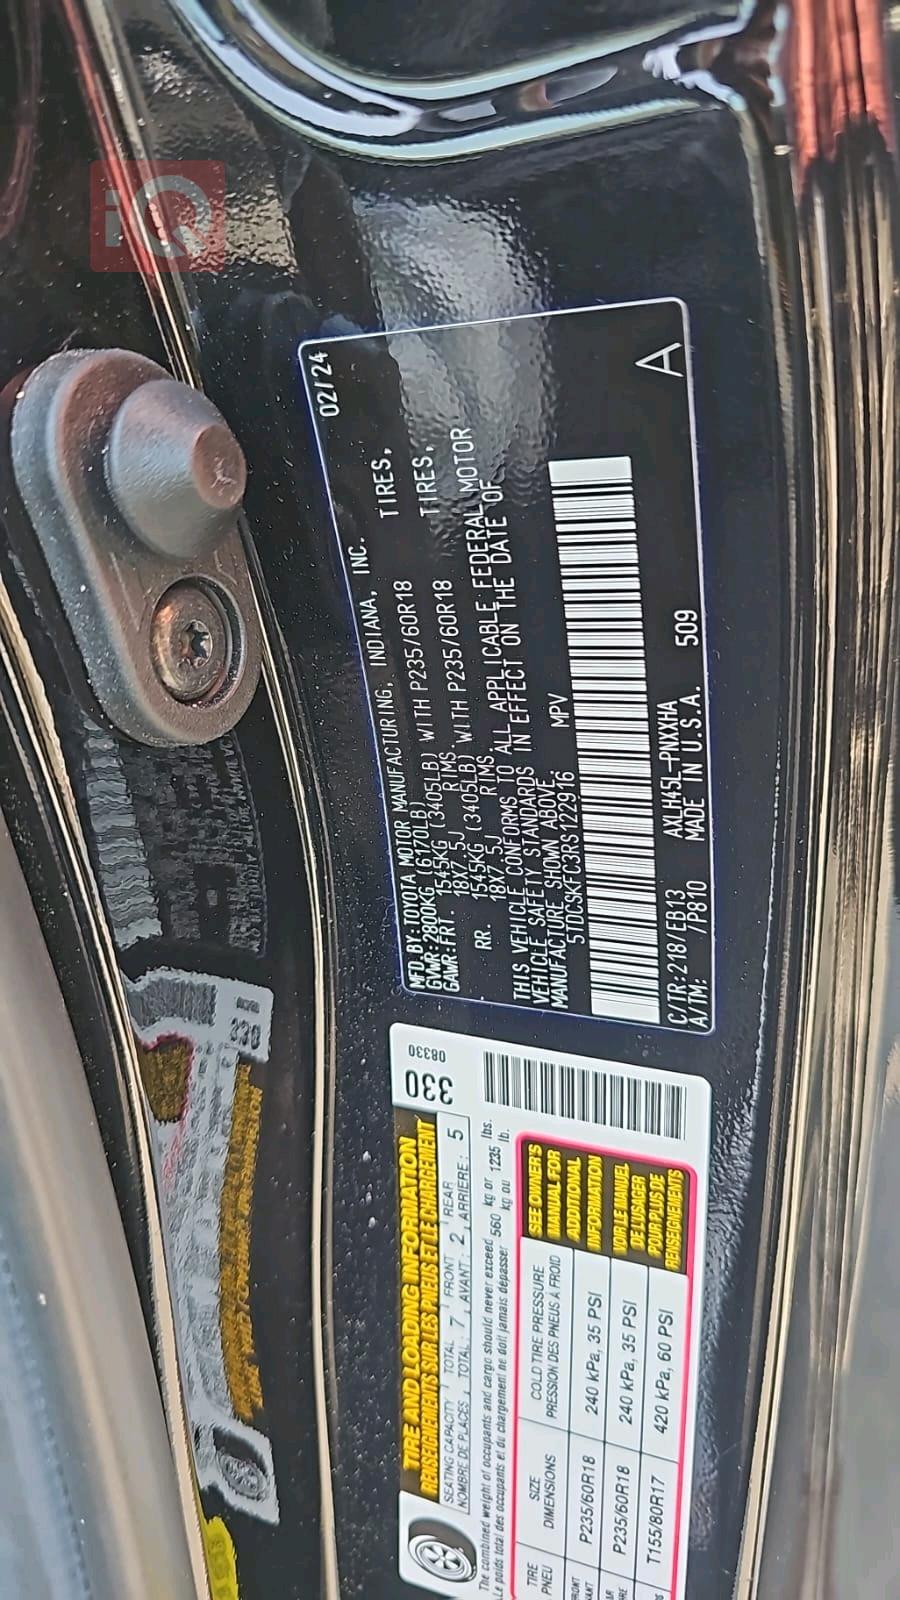 iQ
02/24
MFD.BY:TOYOTA MOTOR MANUFACTURING, INDIANA, INC.
GVWR:2800KG (6170LB)
GAWR:FRT. 1545KG (3405LB) WITH P235/60R18 TIRES,
18X7.5J RIMS.
RR. 1545KG (3405LB) WITH P235/60R18 TIRES,
18X7.5J RIMS
THIS VEHICLE CONFORMS TO ALL APPLICABLE FEDERAL MOTOR
VEHICLE SAFETY STANDARDS IN EFFECT ON THE DATE OF
MANUFACTURE SHOWN ABOVE.
5TDCSKFC3RS122916 MPV
C/TR:218/FB13 AXLH45L-PNXXHA 509
A/TM: /P810 MADE IN U.S.A.
A
TIRE AND LOADING INFORMATION
RENSEIGNEMENTS SUR LES PNEUS ET LE CHARGEMENT
330
08330
SEATING CAPACITY TOTAL 7 FRONT 2 REAR 5
NOMBRE DE PLACES TOTAL : AVANT : ARRIERE :
The combined weight of occupants and cargo should never exceed 560 kg or 1235 lbs.
Le poids total des occupants et du chargement ne doit jamais dépasser kg ou lb.
TIRE SIZE COLD TIRE PRESSURE
PNEU DIMENSIONS PRESSION DES PNEUS À FROID
P235/60R18 240 kPa, 35 PSI
P235/60R18 240 kPa, 35 PSI
T155/80R17 420 kPa, 60 PSI
SEE OWNER'S
MANUAL FOR
ADDITIONAL
INFORMATION
VOIR LE MANUEL
DE L'USAGER
POUR PLUS DE
RENSEIGNEMENTS
330